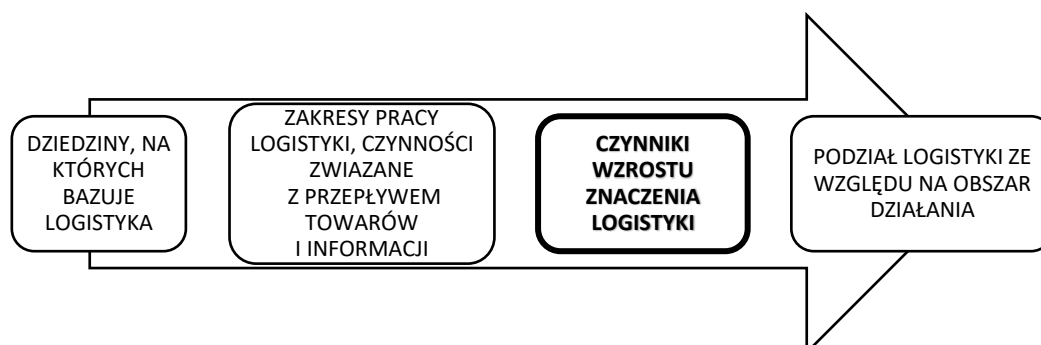 DZIEDZINY, NA
KTÓRYCH
BAZUJE
LOGISTYKA
ZAKRESY PRACY
LOGISTYKI, CZYNNOŚCI
ZWIAZANE
Z PRZEPŁYWEM
TOWARÓW
I INFORMACJI
CZYNNIKI
WZROSTU
ZNACZENIA
LOGISTYKI
PODZIAŁ LOGISTYKI ZE
WZGLĘDU NA OBSZAR
DZIAŁANIA